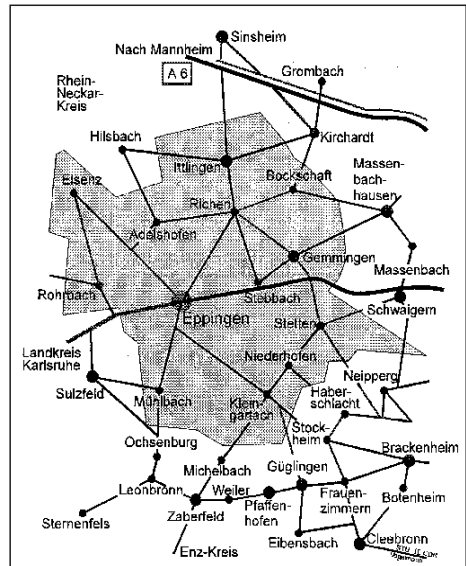 Sinsheim
Nach Mannheim
A 6
Grombach
Rhein-
Neckar-
Kreis
Kirchardt
Hilsbach
Ittlingen
Massen-
bach-
hausen
Bockschaft
Elsenz
Richen
Adelshofen
Gemmingen
Massenbach
Rohrbach
Stebbach
Schwaigern
Eppingen
Stetten
Landkreis
Karlsruhe
Niederhofen
Neipperg
Sulzfeld
Mühlbach
Klein-
gartach
Haber-
schlacht
Stock-
heim
Ochsenburg
Brackenheim
Michelbach
Güglingen
Leonbronn
Weiler
Frauen-
zimmern
Botenheim
Pfaffen-
hofen
Sternenfels
Zaberfeld
Eibensbach
Cleebronn
Enz-Kreis